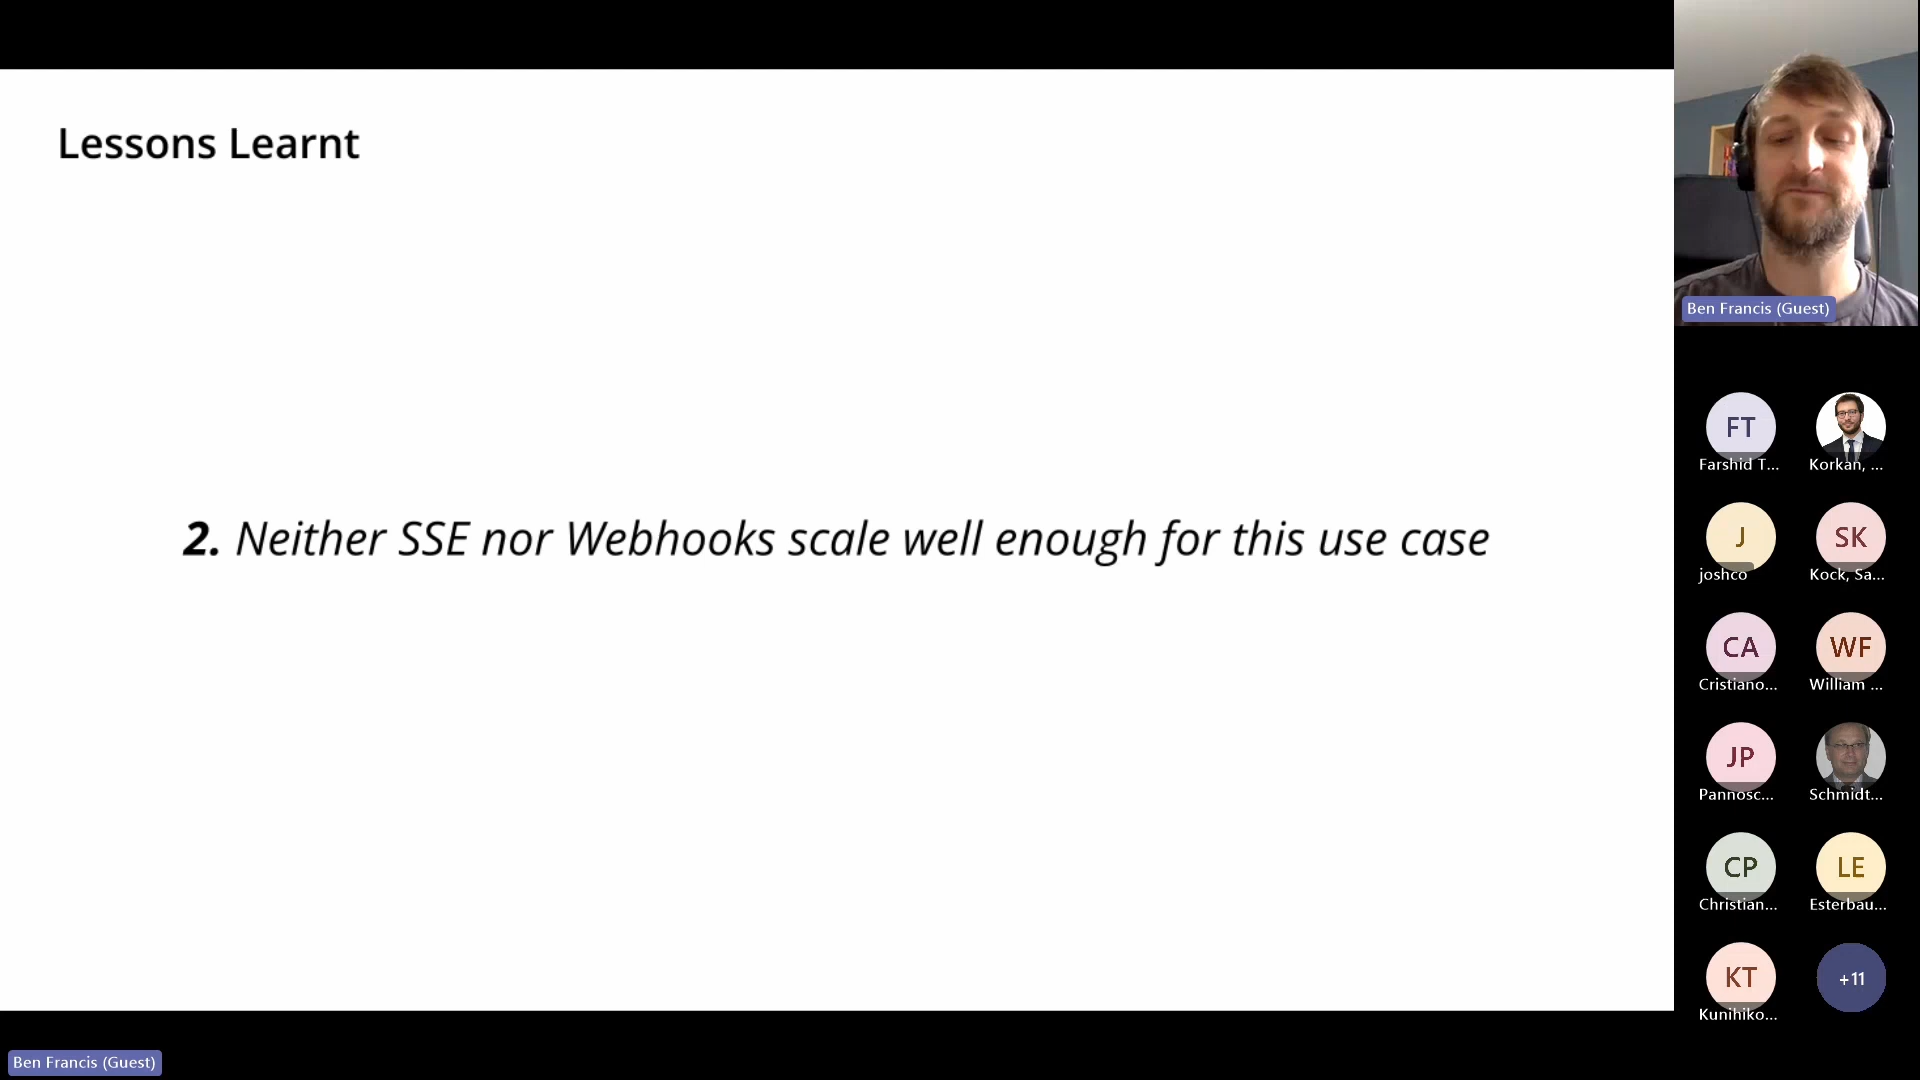 Lessons Learnt
2. Neither SSE nor Webhooks scale well enough for this use case
Ben Francis (Guest)
FT
Farshid T...
Korkan, ...
J
joshco
SK
Kock, Sa...
CA
Cristiano...
WF
William ...
JP
Pannosc...
Schmidt...
CP
Christian...
LE
Esterbau...
KT
Kunihiko...
+11
Ben Francis (Guest)